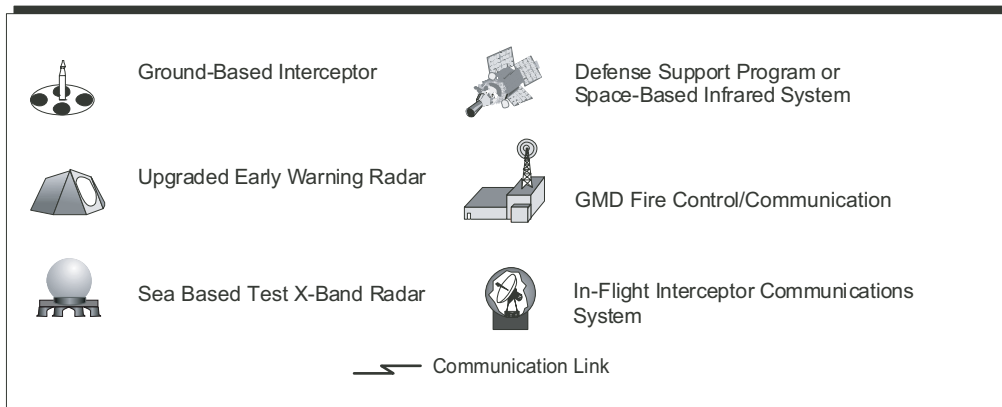 Ground-Based Interceptor
Defense Support Program or
Space-Based Infrared System
Upgraded Early Warning Radar
GMD Fire Control/Communication
Sea Based Test X-Band Radar
In-Flight Interceptor Communications
System
Communication Link